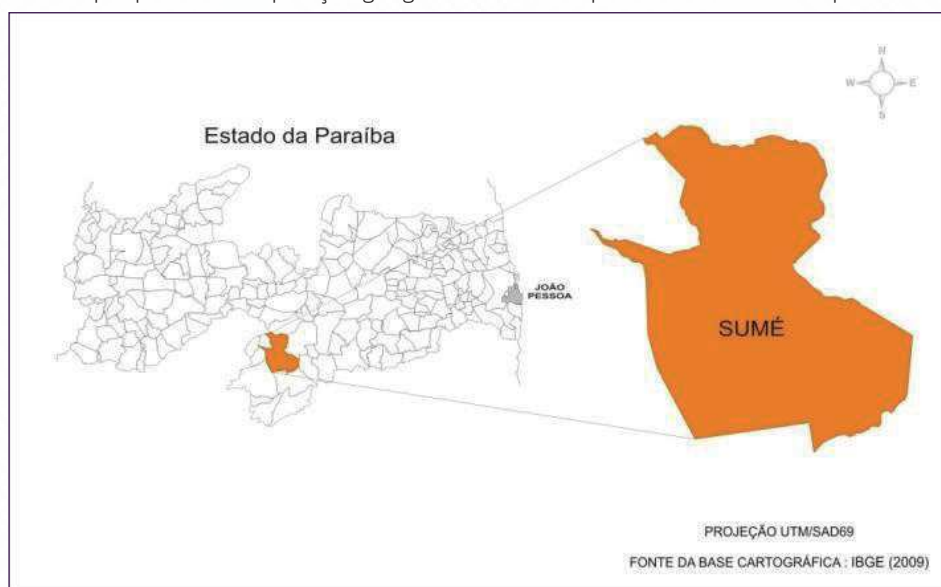 N
W E
S
Estado da Paraíba
JOÃO
PESSOA
SUMÉ
PROJEÇÃO UTM/SAD69
FONTE DA BASE CARTOGRÁFICA : IBGE (2009)